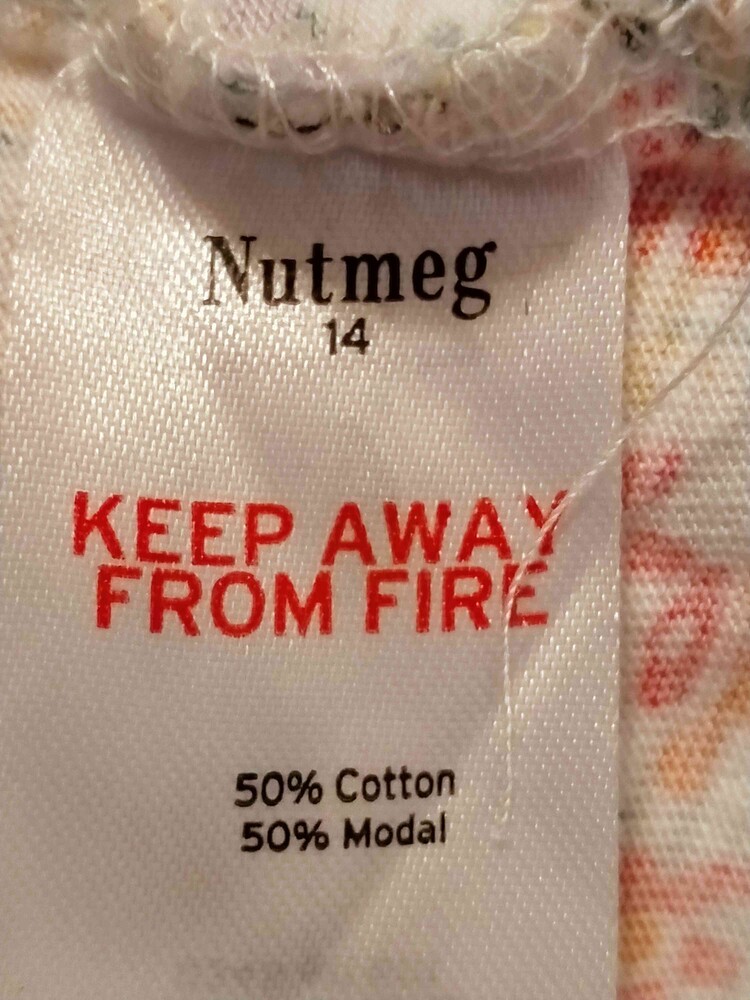 Nutmeg
14
KEEP AWAY
FROM FIRE
50% Cotton
50% Modal